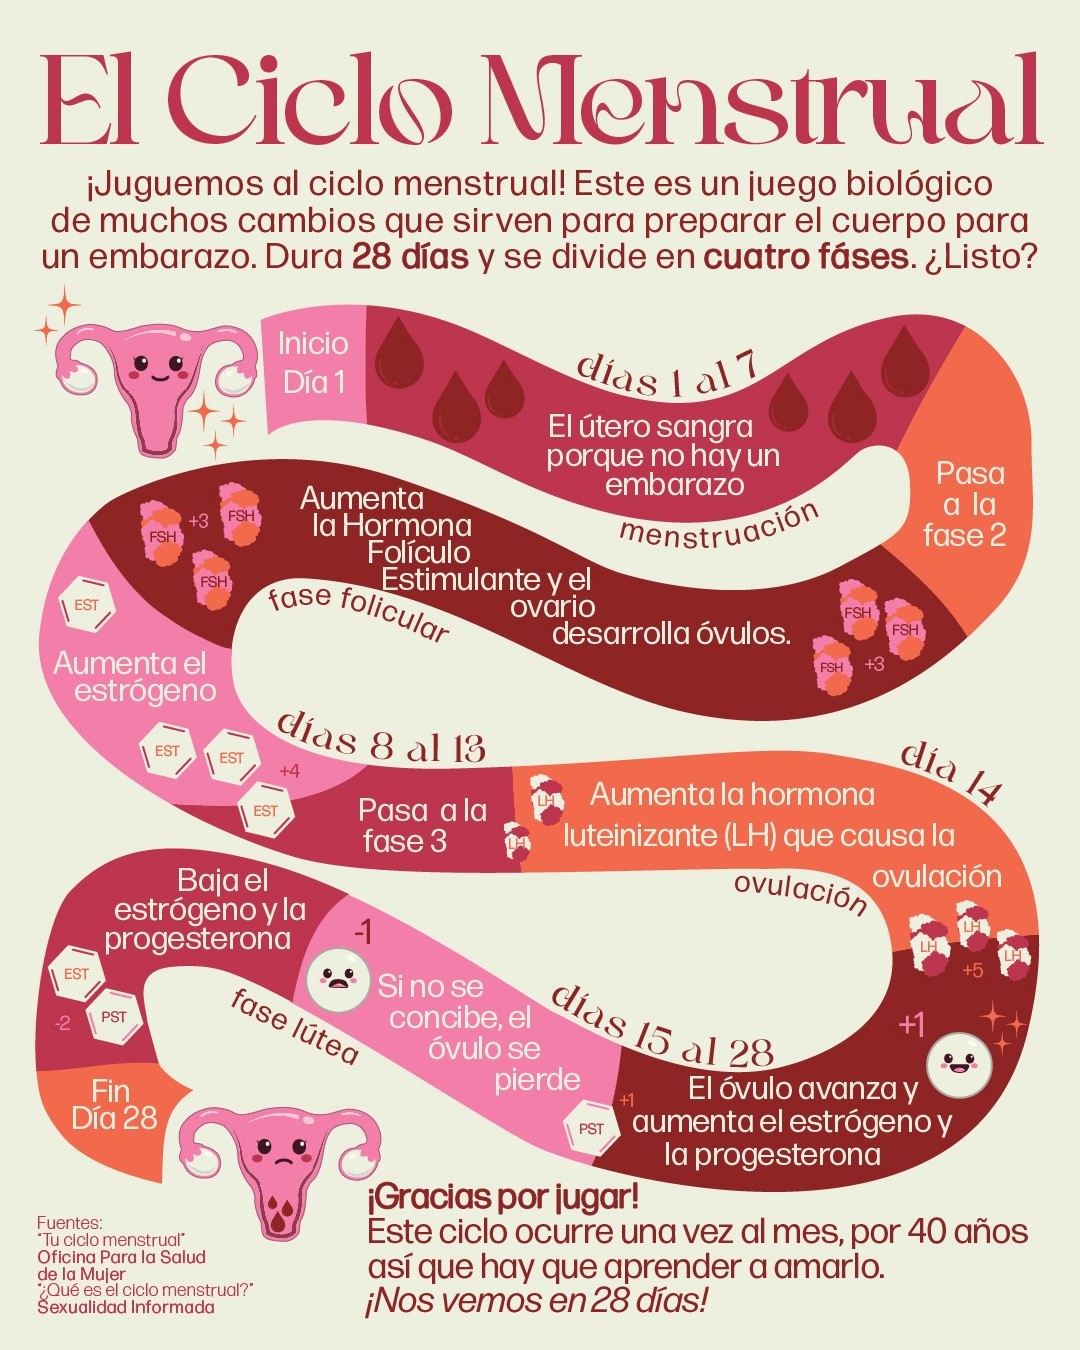 El Ciclo Menstrual
¡Juguemos al ciclo menstrual! Este es un juego biológico
de muchos cambios que sirven para preparar el cuerpo para
un embarazo. Dura 28 días y se divide en cuatro fáses. ¿Listo?
Inicio
Día 1
días 1 al 7
El útero sangra
porque no hay un
embarazo
menstruación
Pasa
a la
fase 2
FSH
FSH
FSH
+3
Aumenta
la Hormona
Folículo
Estimulante y el
ovario
desarrolla óvulos.
fase folicular
FSH
+3
FSH
FSH
EST
Aumenta el
estrógeno
EST
EST
+4
EST
días 8 al 13
Pasa a la
fase 3
LH
LH
Aumenta la hormona
luteinizante (LH) que causa la
ovulación
día 14
ovulación
LH
LH
LH
+5
+1
El óvulo avanza y
aumenta el estrógeno y
la progesterona
días 15 al 28
+1
PST
-1
Si no se
concibe, el
óvulo se
pierde
fase lútea
Baja el
estrógeno y la
progesterona
EST
-2
PST
Fin
Día 28
¡Gracias por jugar!
Este ciclo ocurre una vez al mes, por 40 años
así que hay que aprender a amarlo.
¡Nos vemos en 28 días!
Fuentes:
"Tu ciclo menstrual"
Oficina Para la Salud
de la Mujer
"¿Qué es el ciclo menstrual?"
Sexualidad Informada